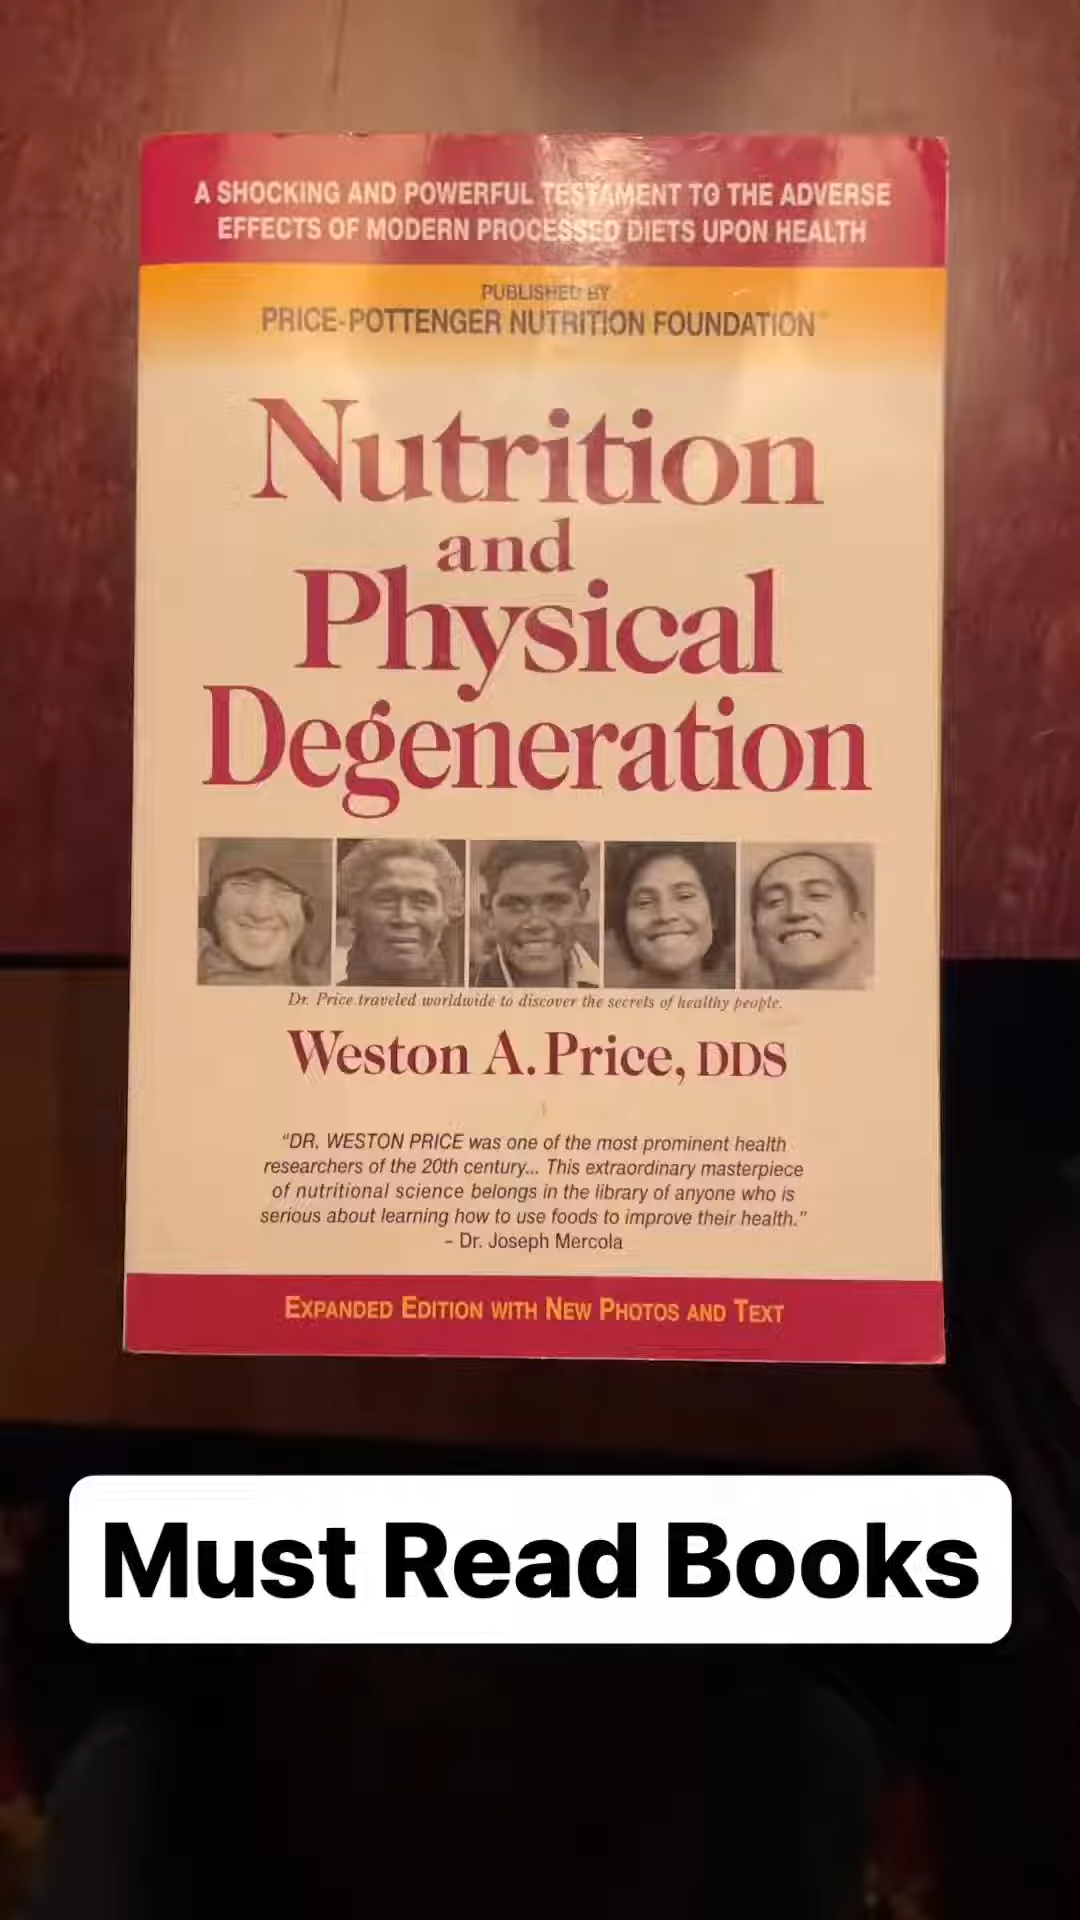 A SHOCKING AND POWERFUL TESTAMENT TO THE ADVERSE
EFFECTS OF MODERN PROCESSED DIETS UPON HEALTH
PUBLISHED BY
PRICE-POTTENGER NUTRITION FOUNDATION™
Nutrition
and
Physical
Degeneration
Dr. Price traveled worldwide to discover the secrets of healthy people.
Weston A. Price, DDS
“DR. WESTON PRICE was one of the most prominent health
researchers of the 20th century... This extraordinary masterpiece
of nutritional science belongs in the library of anyone who is
serious about learning how to use foods to improve their health.”
– Dr. Joseph Mercola
EXPANDED EDITION WITH NEW PHOTOS AND TEXT
Must Read Books